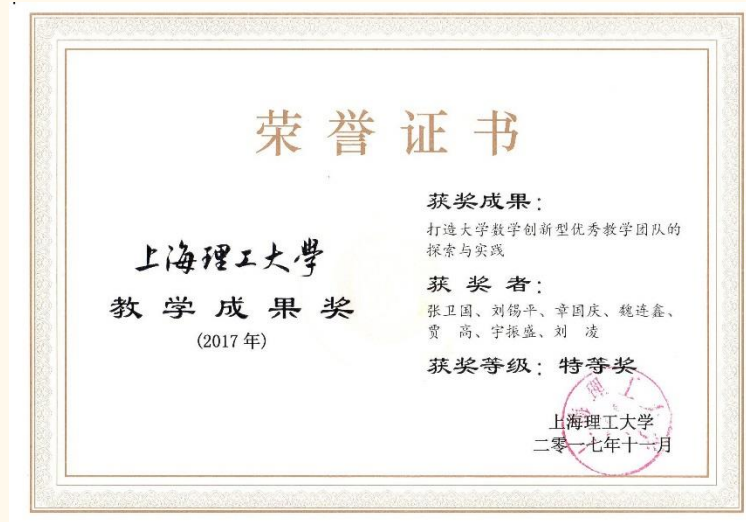 荣誉证书
上海理工大學
教学成果奖
(2017 年)
获奖成果：
打造大学数学创新型优秀教学团队的
探索与实践
获 奖 者：
张卫国、刘锡平、章国庆、魏连鑫、
贾 高、宇振盛、刘 凌
获奖等级：特等奖
上海理工大学
二零一七年十一月